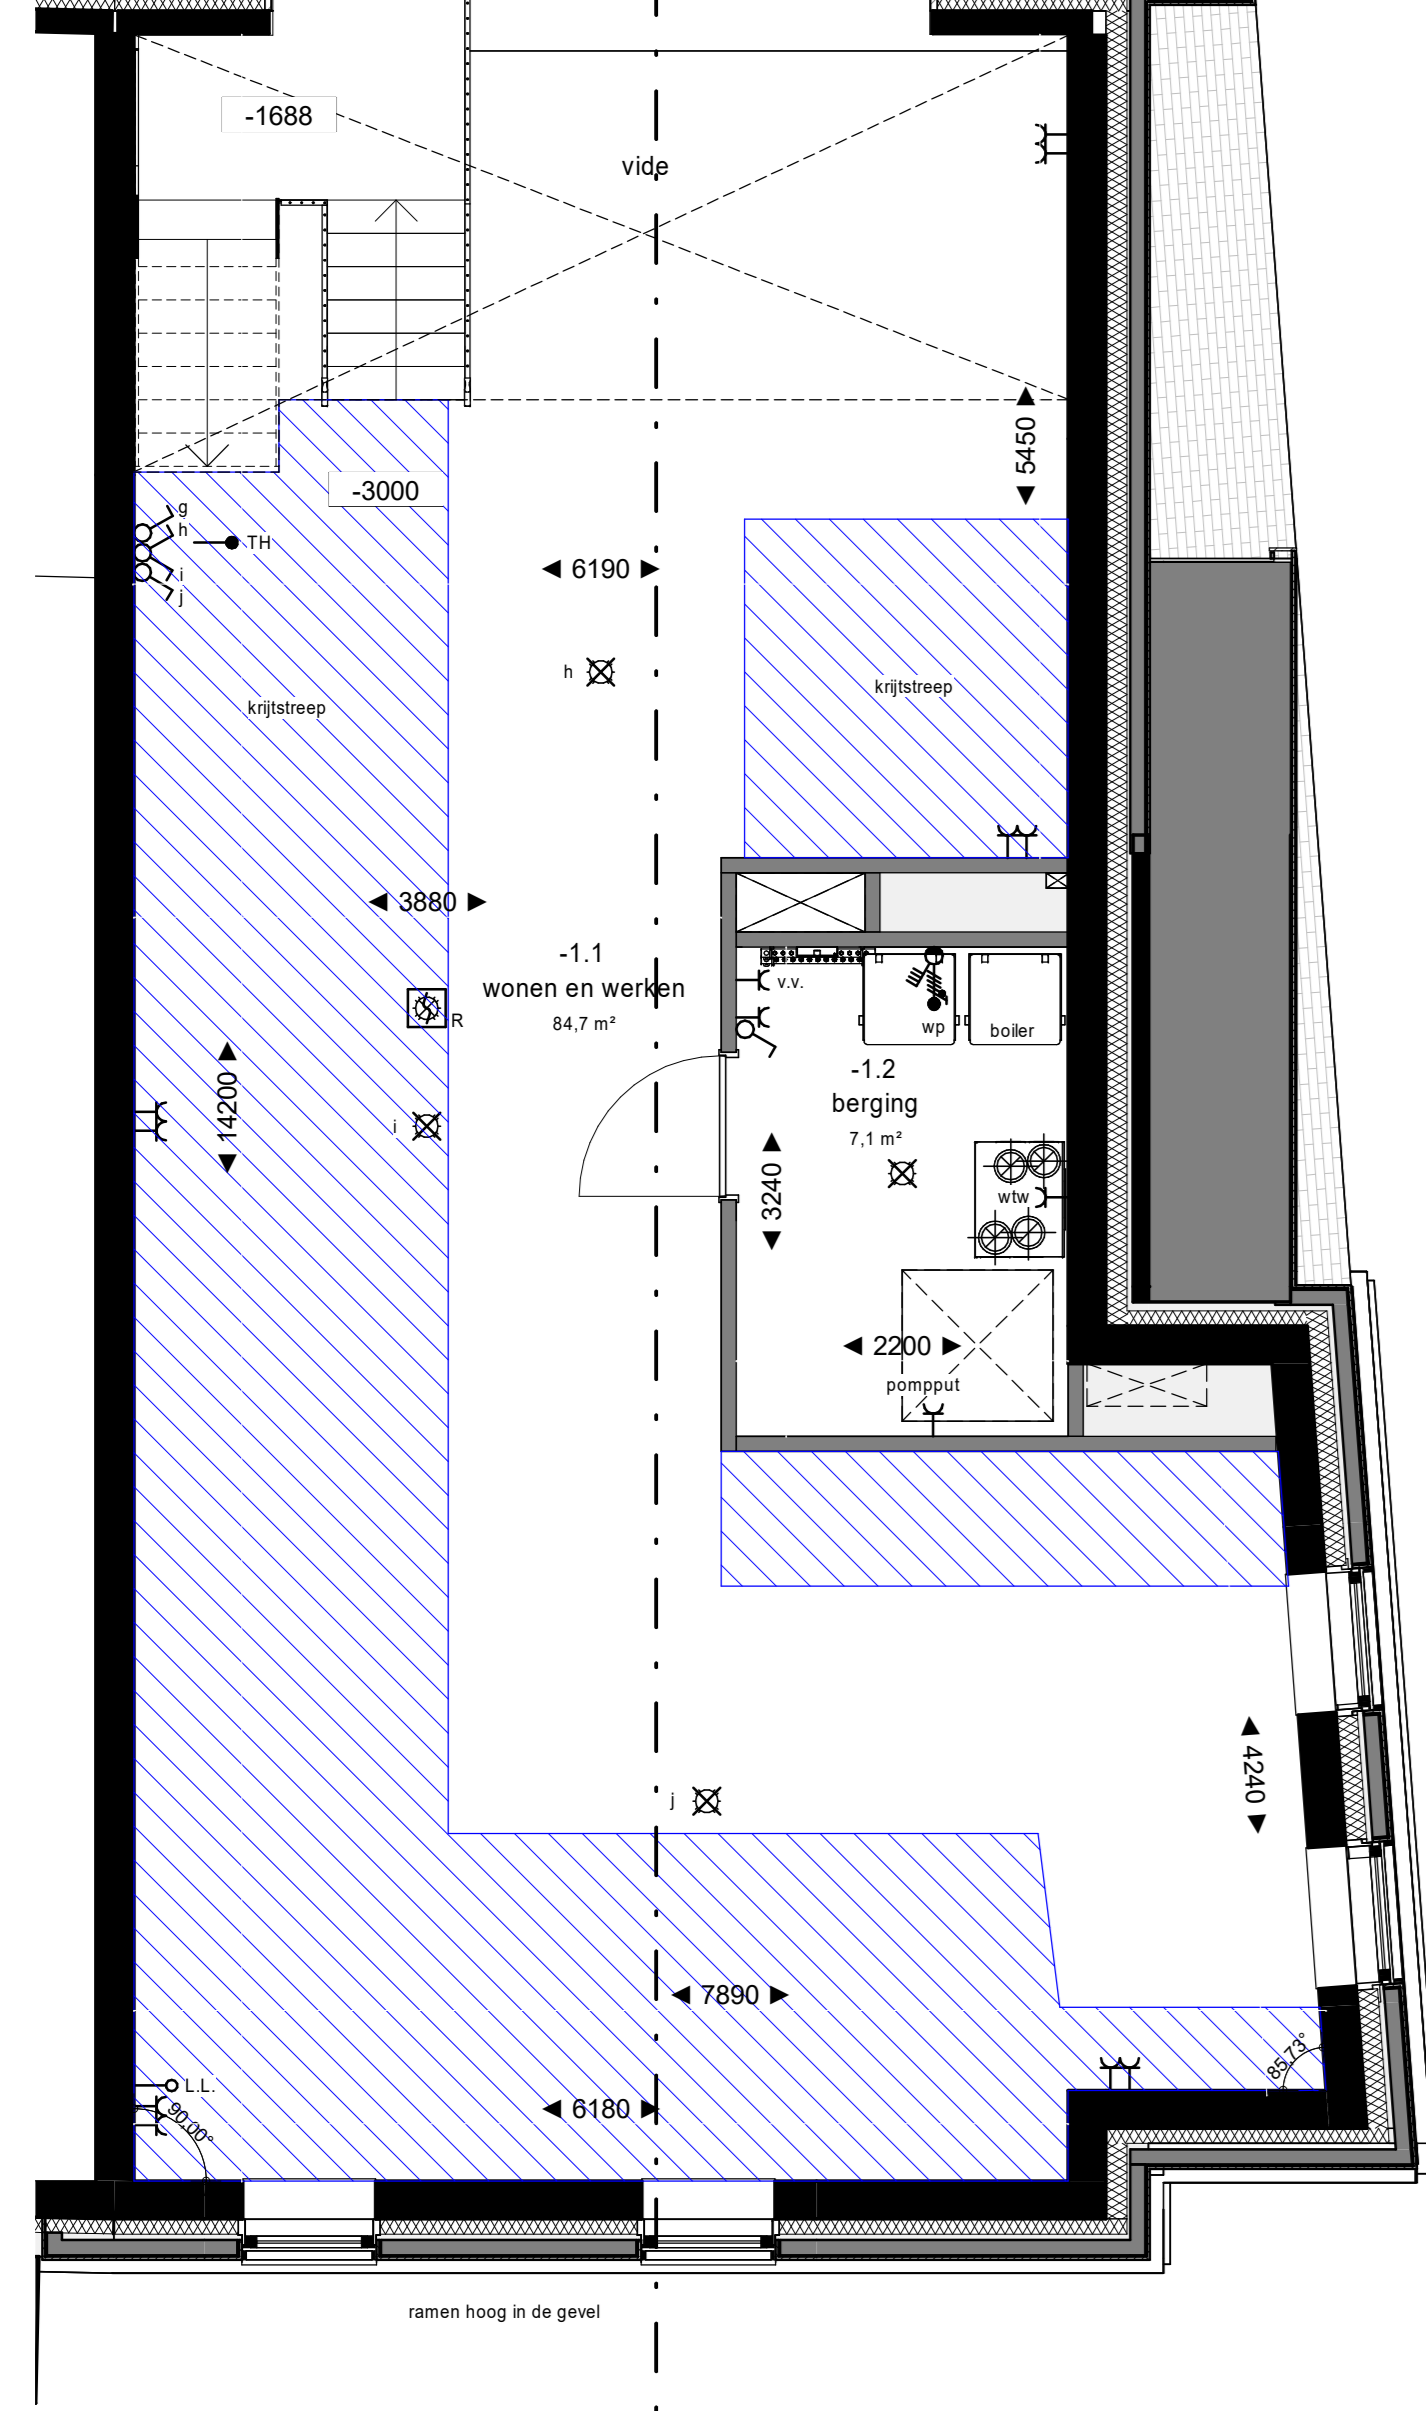 -1688
vide
5450
-3000
g
h
TH
i
j
6190
h
krijtstreep
krijtstreep
3880
-1.1
wonen en werken
84,7 m²
v.v.
R
wp
boiler
-1.2
berging
7,1 m²
14200
i
3240
wtw
2200
pompput
4240
j
7890
85,73°
L.L.
90,00°
6180
ramen hoog in de gevel